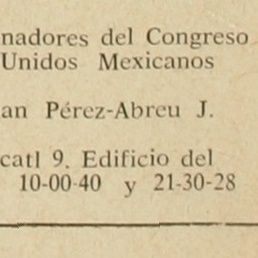 nadores del Congreso
Unidos Mexicanos
an Pérez-Abreu J.
catl 9. Edificio del
10-00-40 y 21-30-28